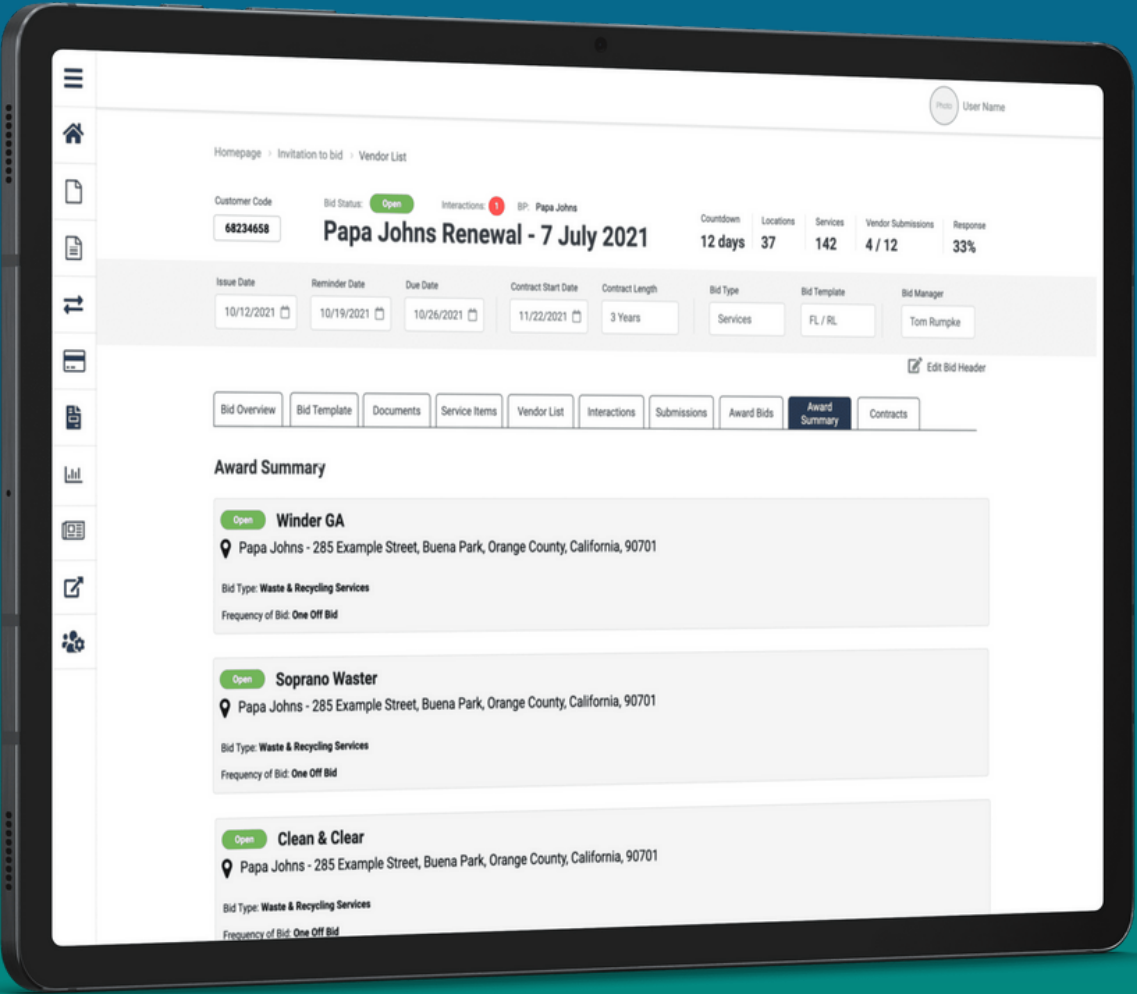 Photo User Name
Homepage > Invitation to bid > Vendor List
Customer Code
68234658
Bid Status: Open Interactions: 1 BP: Papa Johns
Papa Johns Renewal - 7 July 2021
Countdown Locations Services Vendor Submissions Response
12 days 37 142 4 / 12 33%
Issue Date Reminder Date Due Date Contract Start Date Contract Length Bid Type Bid Template Bid Manager
10/12/2021 10/19/2021 10/26/2021 11/22/2021 3 Years Services FL / RL Tom Rumpke
Edit Bid Header
Bid Overview Bid Template Documents Service Items Vendor List Interactions Submissions Award Bids Award Summary Contracts
Award Summary
Open Winder GA
Papa Johns - 285 Example Street, Buena Park, Orange County, California, 90701
Bid Type: Waste & Recycling Services
Frequency of Bid: One Off Bid
Open Soprano Waster
Papa Johns - 285 Example Street, Buena Park, Orange County, California, 90701
Bid Type: Waste & Recycling Services
Frequency of Bid: One Off Bid
Open Clean & Clear
Papa Johns - 285 Example Street, Buena Park, Orange County, California, 90701
Bid Type: Waste & Recycling Services
Frequency of Bid: One Off Bid